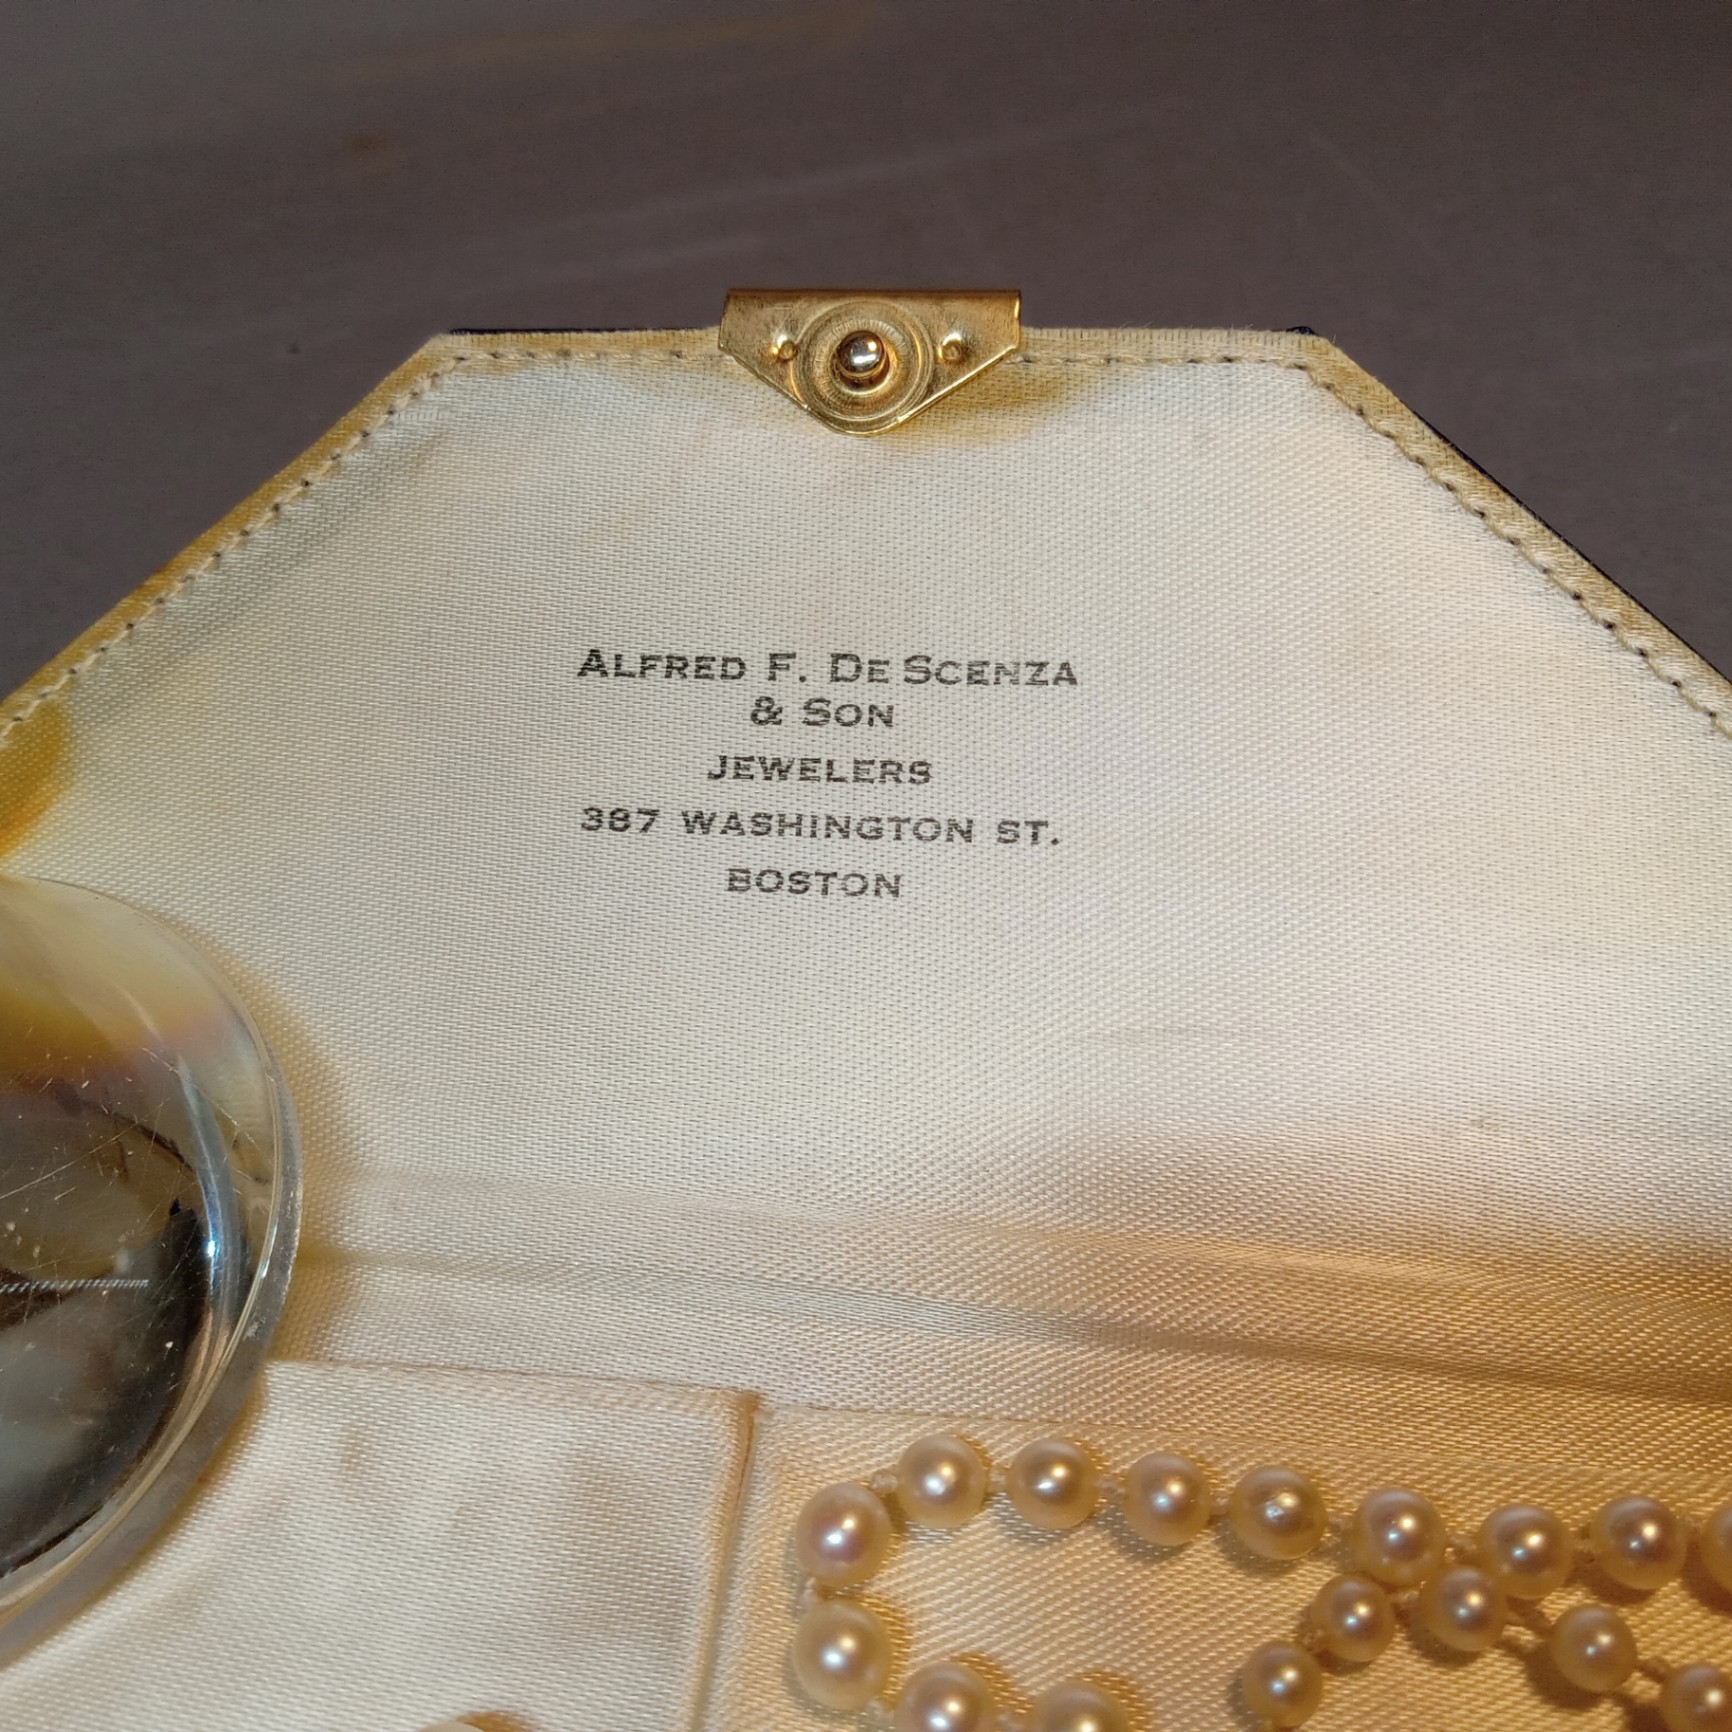 ALFRED F. DE SCENZA
& SON
JEWELERS
387 WASHINGTON ST.
BOSTON